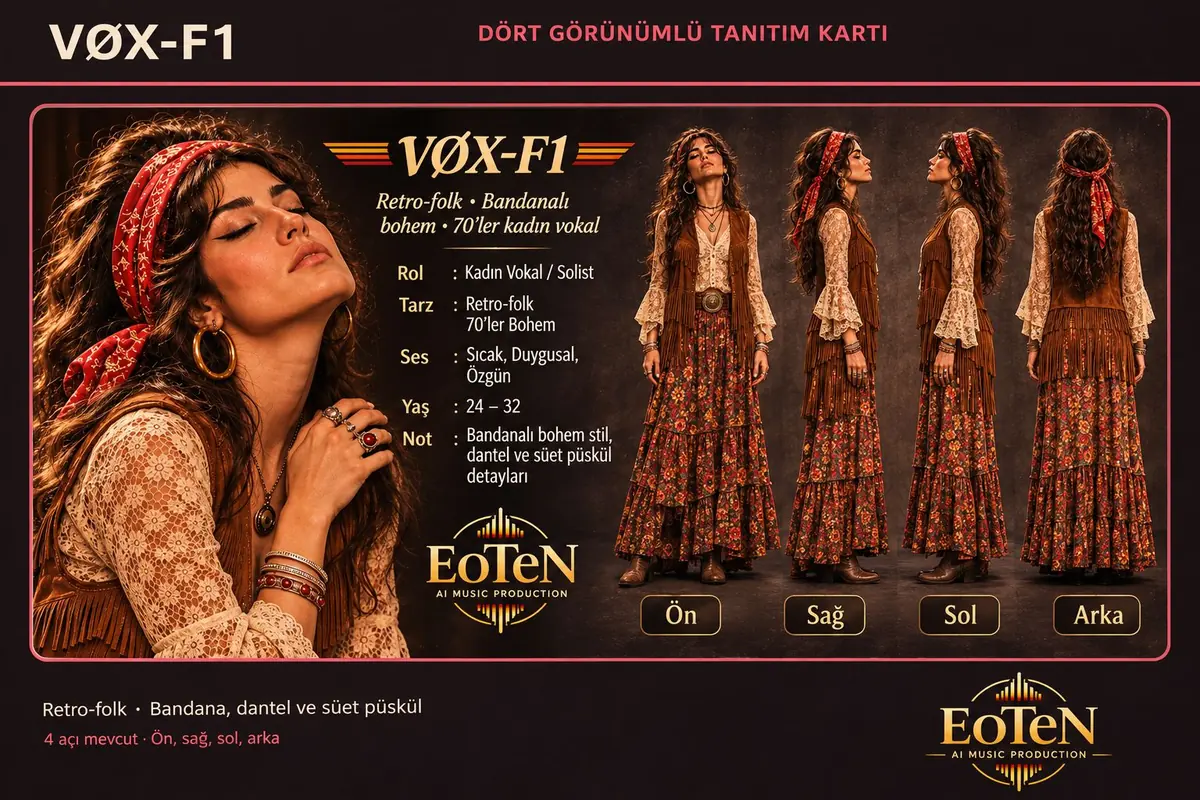 VØX-F1
DÖRT GÖRÜNÜMLÜ TANITIM KARTI
VØX-F1
Retro-folk • Bandanalı
bohem • 70'ler kadın vokal
Rol : Kadın Vokal / Solist
Tarz : Retro-folk
70'ler Bohem
Ses : Sıcak, Duygusal,
Özgün
Yaş : 24 – 32
Not : Bandanalı bohem stil,
dantel ve süet püskül
detayları
EoTeN
AI MUSIC PRODUCTION
Ön
Sağ
Sol
Arka
Retro-folk • Bandana, dantel ve süet püskül
4 açı mevcut · Ön, sağ, sol, arka
EoTeN
AI MUSIC PRODUCTION